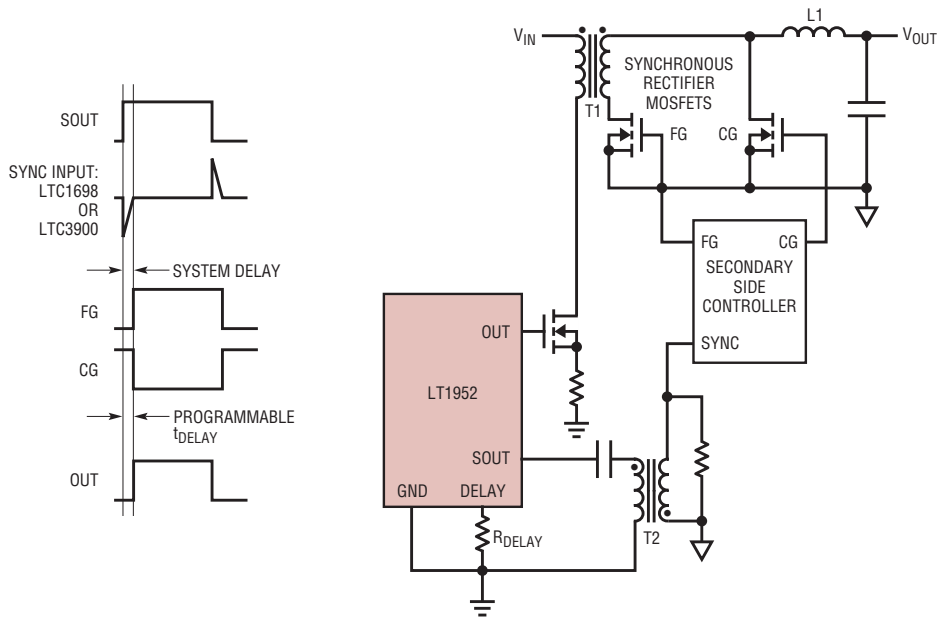 SOUT
SYNC INPUT:
LTC1698
OR
LTC3900
SYSTEM DELAY
FG
CG
PROGRAMMABLE
tDELAY
OUT
VIN
T1
SYNCHRONOUS
RECTIFIER
MOSFETS
FG
CG
L1
VOUT
FG CG
SECONDARY
SIDE
CONTROLLER
SYNC
OUT
LT1952
SOUT
GND DELAY
RDELAY
T2